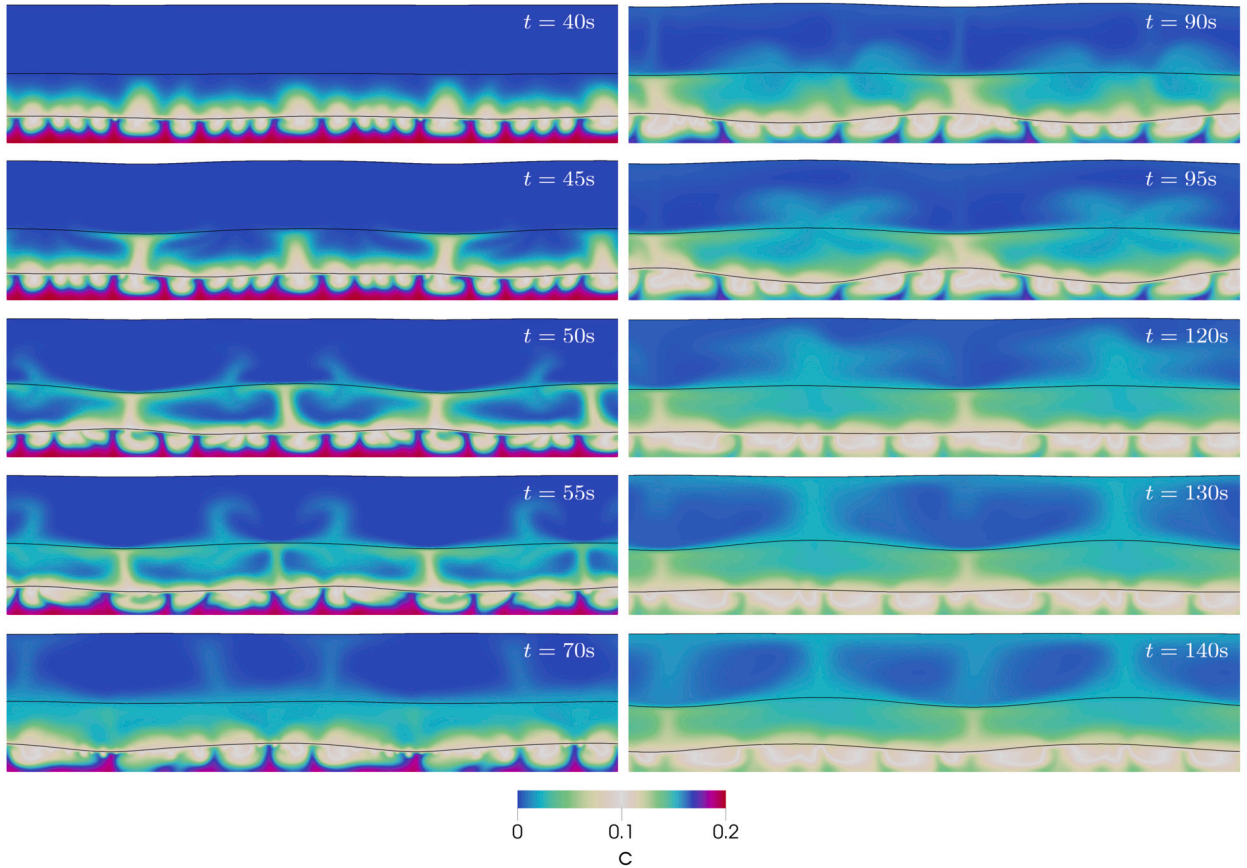 t = 40s
t = 45s
t = 50s
t = 55s
t = 70s
t = 90s
t = 95s
t = 120s
t = 130s
t = 140s
0 0.1 0.2
C